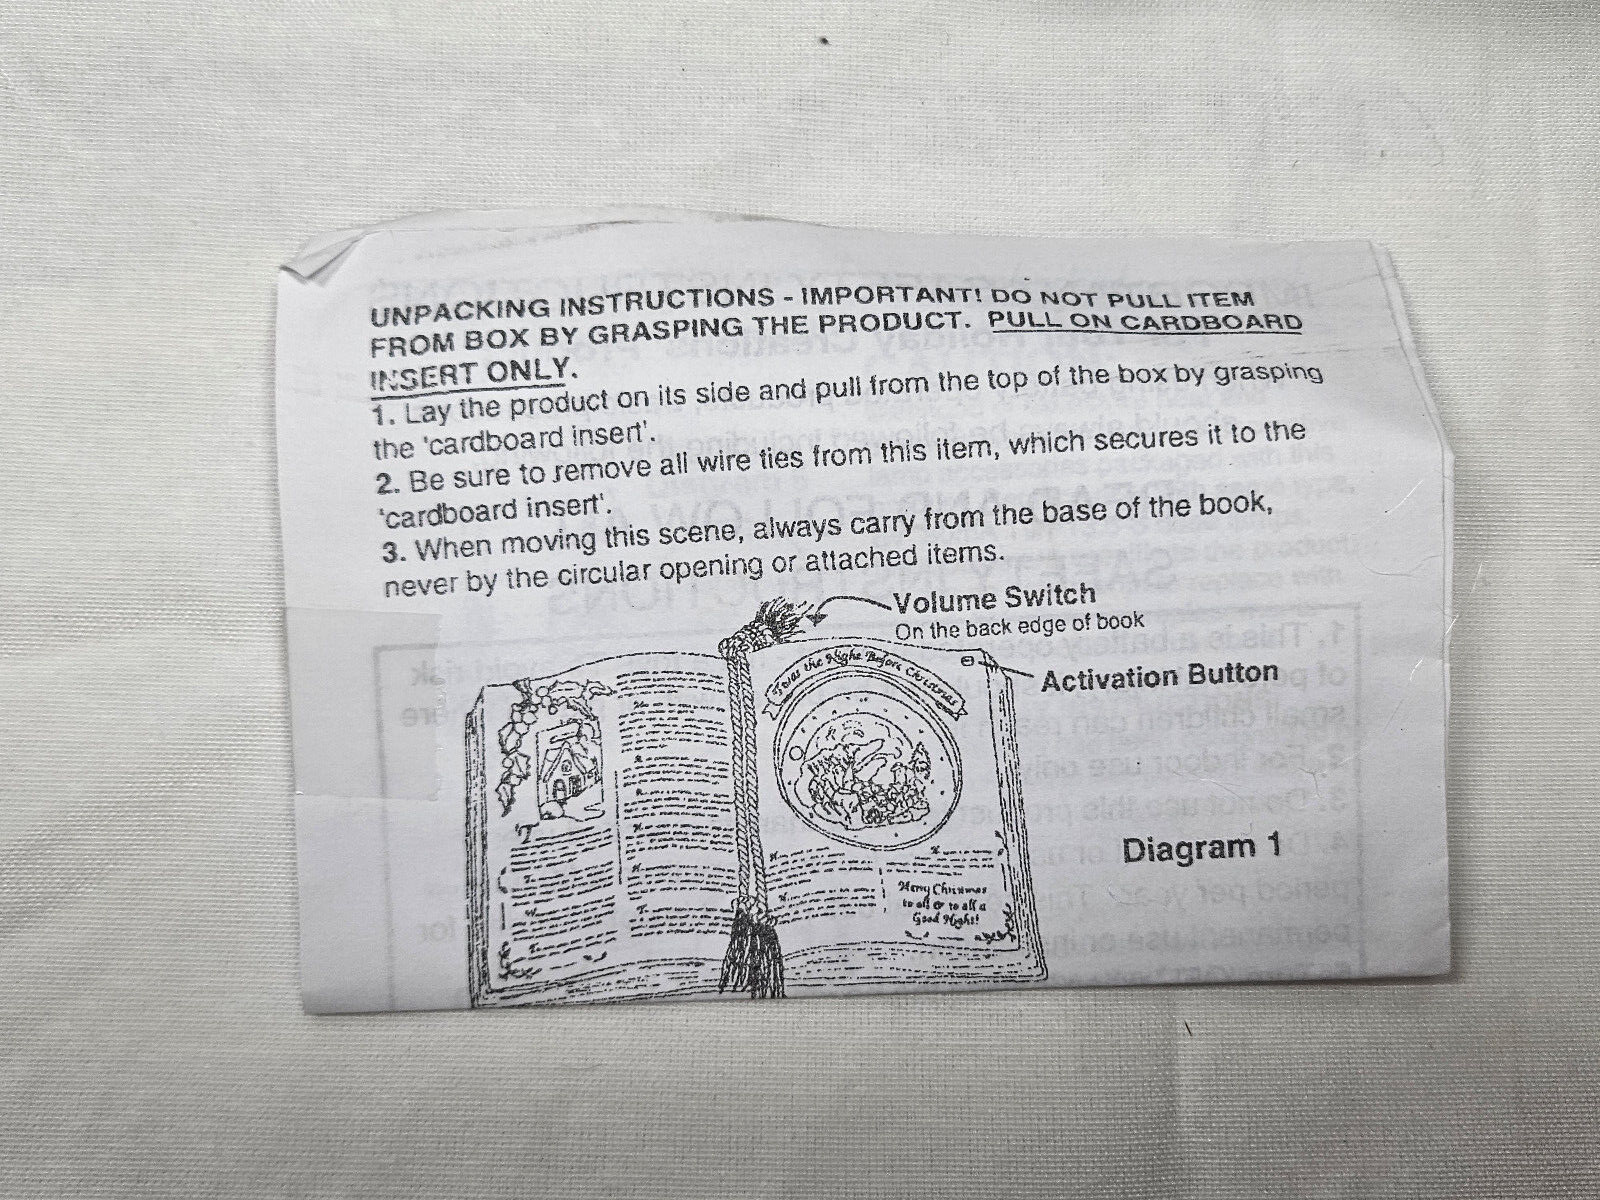 UNPACKING INSTRUCTIONS - IMPORTANT! DO NOT PULL ITEM
FROM BOX BY GRASPING THE PRODUCT. PULL ON CARDBOARD
INSERT ONLY.
1. Lay the product on its side and pull from the top of the box by grasping
the 'cardboard insert'.
2. Be sure to remove all wire ties from this item, which secures it to the
'cardboard insert'.
3. When moving this scene, always carry from the base of the book,
never by the circular opening or attached items.
Volume Switch
On the back edge of book
Activation Button
'Twas the Night Before Christmas
Diagram 1
Merry Christmas
to all & to all a
Good Night!